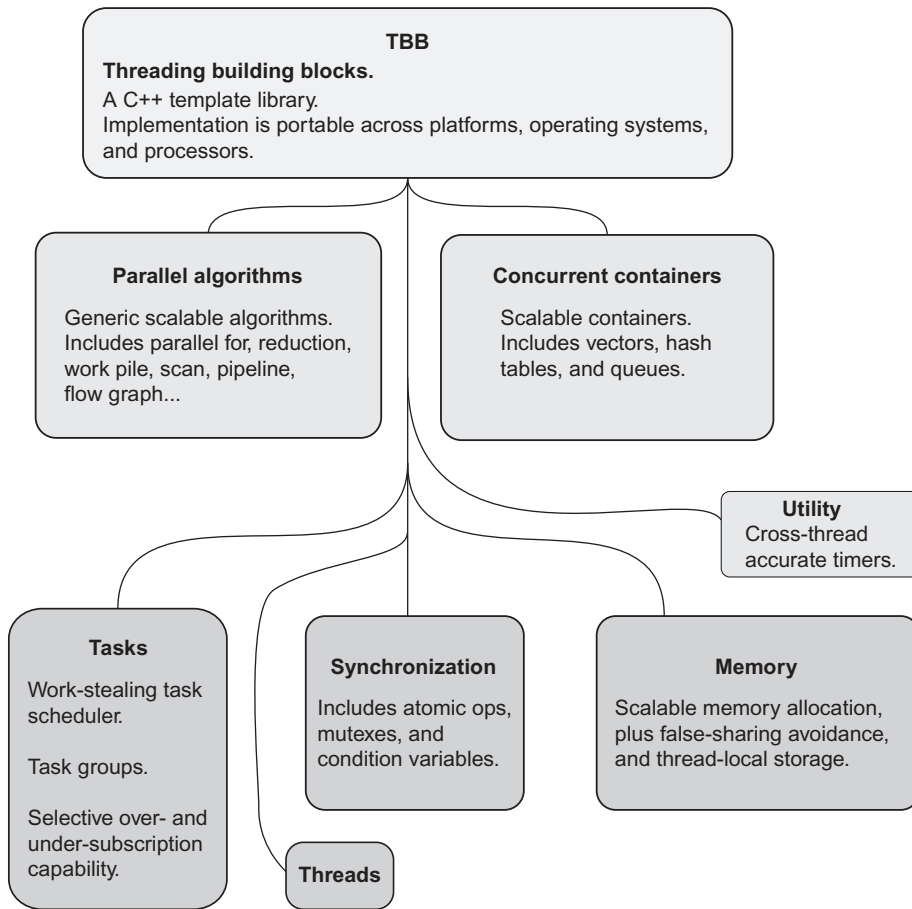 TBB
Threading building blocks.
A C++ template library.
Implementation is portable across platforms, operating systems,
and processors.
Parallel algorithms
Generic scalable algorithms.
Includes parallel for, reduction,
work pile, scan, pipeline,
flow graph...
Concurrent containers
Scalable containers.
Includes vectors, hash
tables, and queues.
Utility
Cross-thread
accurate timers.
Tasks
Work-stealing task
scheduler.
Task groups.
Selective over- and
under-subscription
capability.
Synchronization
Includes atomic ops,
mutexes, and
condition variables.
Memory
Scalable memory allocation,
plus false-sharing avoidance,
and thread-local storage.
Threads